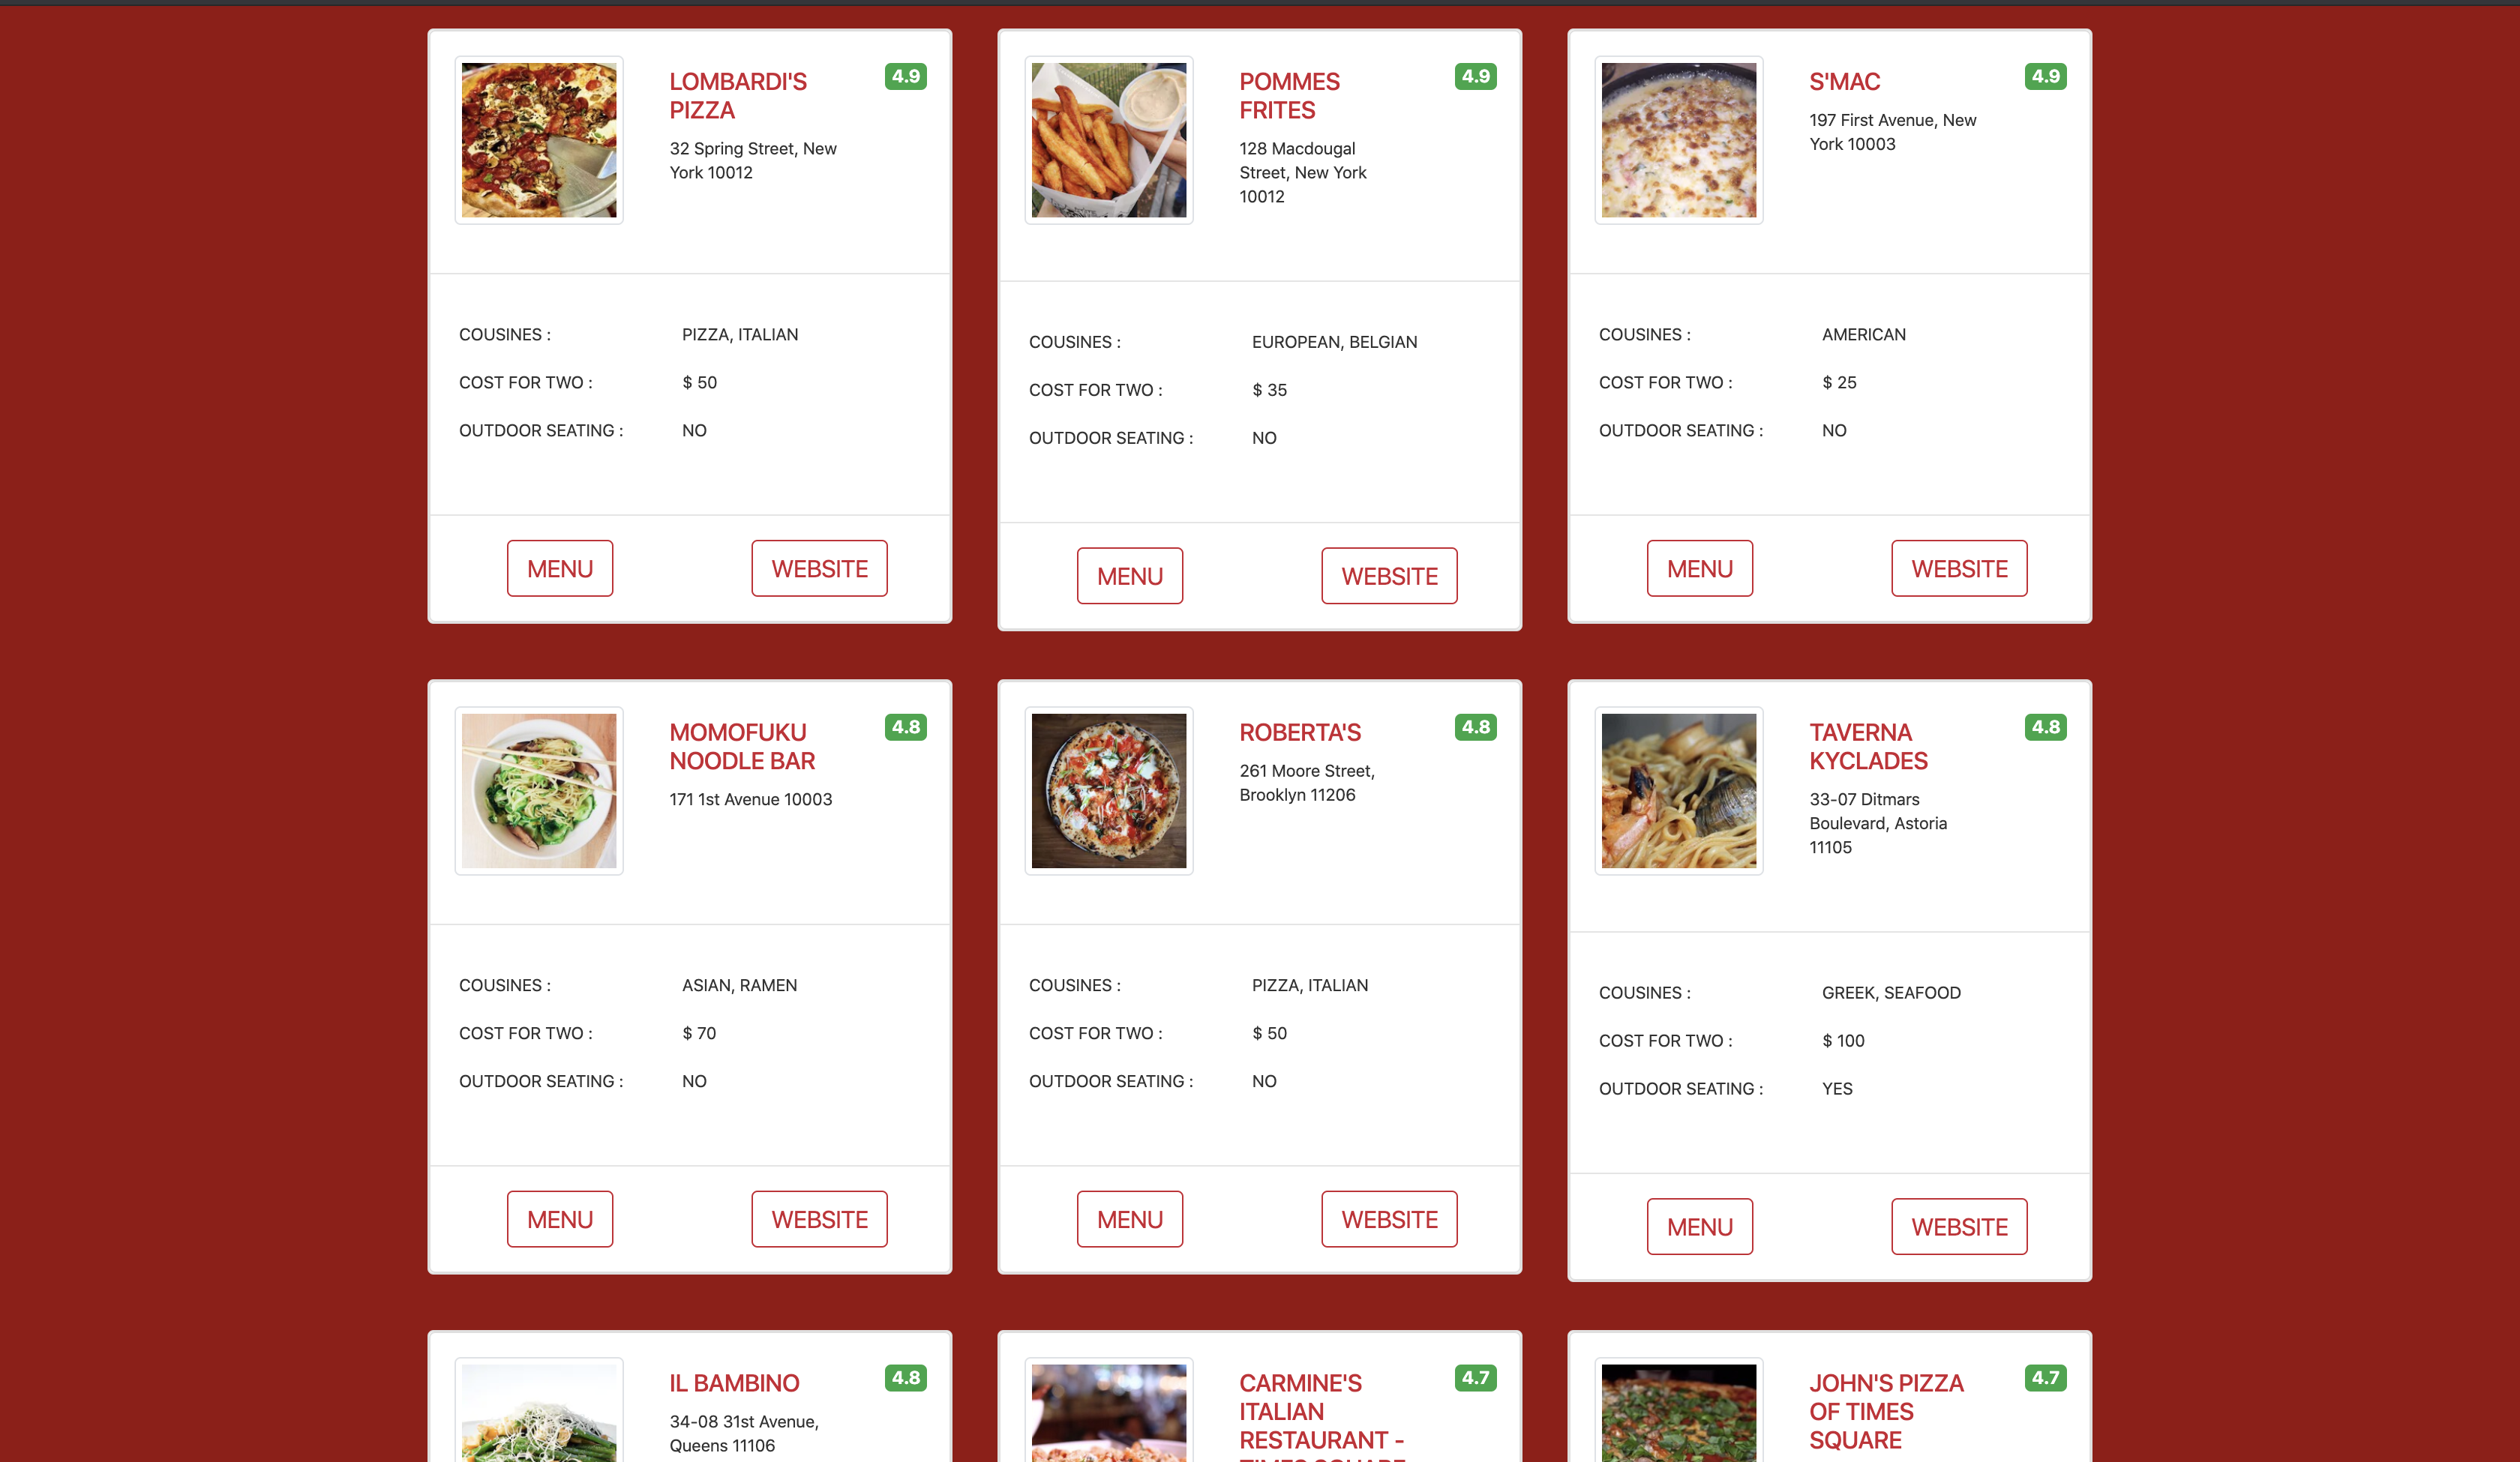 LOMBARDI'S
PIZZA
4.9
32 Spring Street, New
York 10012
COUSINES :
PIZZA, ITALIAN
COST FOR TWO :
$ 50
OUTDOOR SEATING :
NO
MENU
WEBSITE
POMMES
FRITES
4.9
128 Macdougal
Street, New York
10012
COUSINES :
EUROPEAN, BELGIAN
COST FOR TWO :
$ 35
OUTDOOR SEATING :
NO
MENU
WEBSITE
S'MAC
4.9
197 First Avenue, New
York 10003
COUSINES :
AMERICAN
COST FOR TWO :
$ 25
OUTDOOR SEATING :
NO
MENU
WEBSITE
MOMOFUKU
NOODLE BAR
4.8
171 1st Avenue 10003
COUSINES :
ASIAN, RAMEN
COST FOR TWO :
$ 70
OUTDOOR SEATING :
NO
MENU
WEBSITE
ROBERTA'S
4.8
261 Moore Street,
Brooklyn 11206
COUSINES :
PIZZA, ITALIAN
COST FOR TWO :
$ 50
OUTDOOR SEATING :
NO
MENU
WEBSITE
TAVERNA
KYCLADES
4.8
33-07 Ditmars
Boulevard, Astoria
11105
COUSINES :
GREEK, SEAFOOD
COST FOR TWO :
$ 100
OUTDOOR SEATING :
YES
MENU
WEBSITE
IL BAMBINO
4.8
34-08 31st Avenue,
Queens 11106
CARMINE'S
ITALIAN
RESTAURANT -
TIMES SQUARE
4.7
JOHN'S PIZZA
OF TIMES
SQUARE
4.7